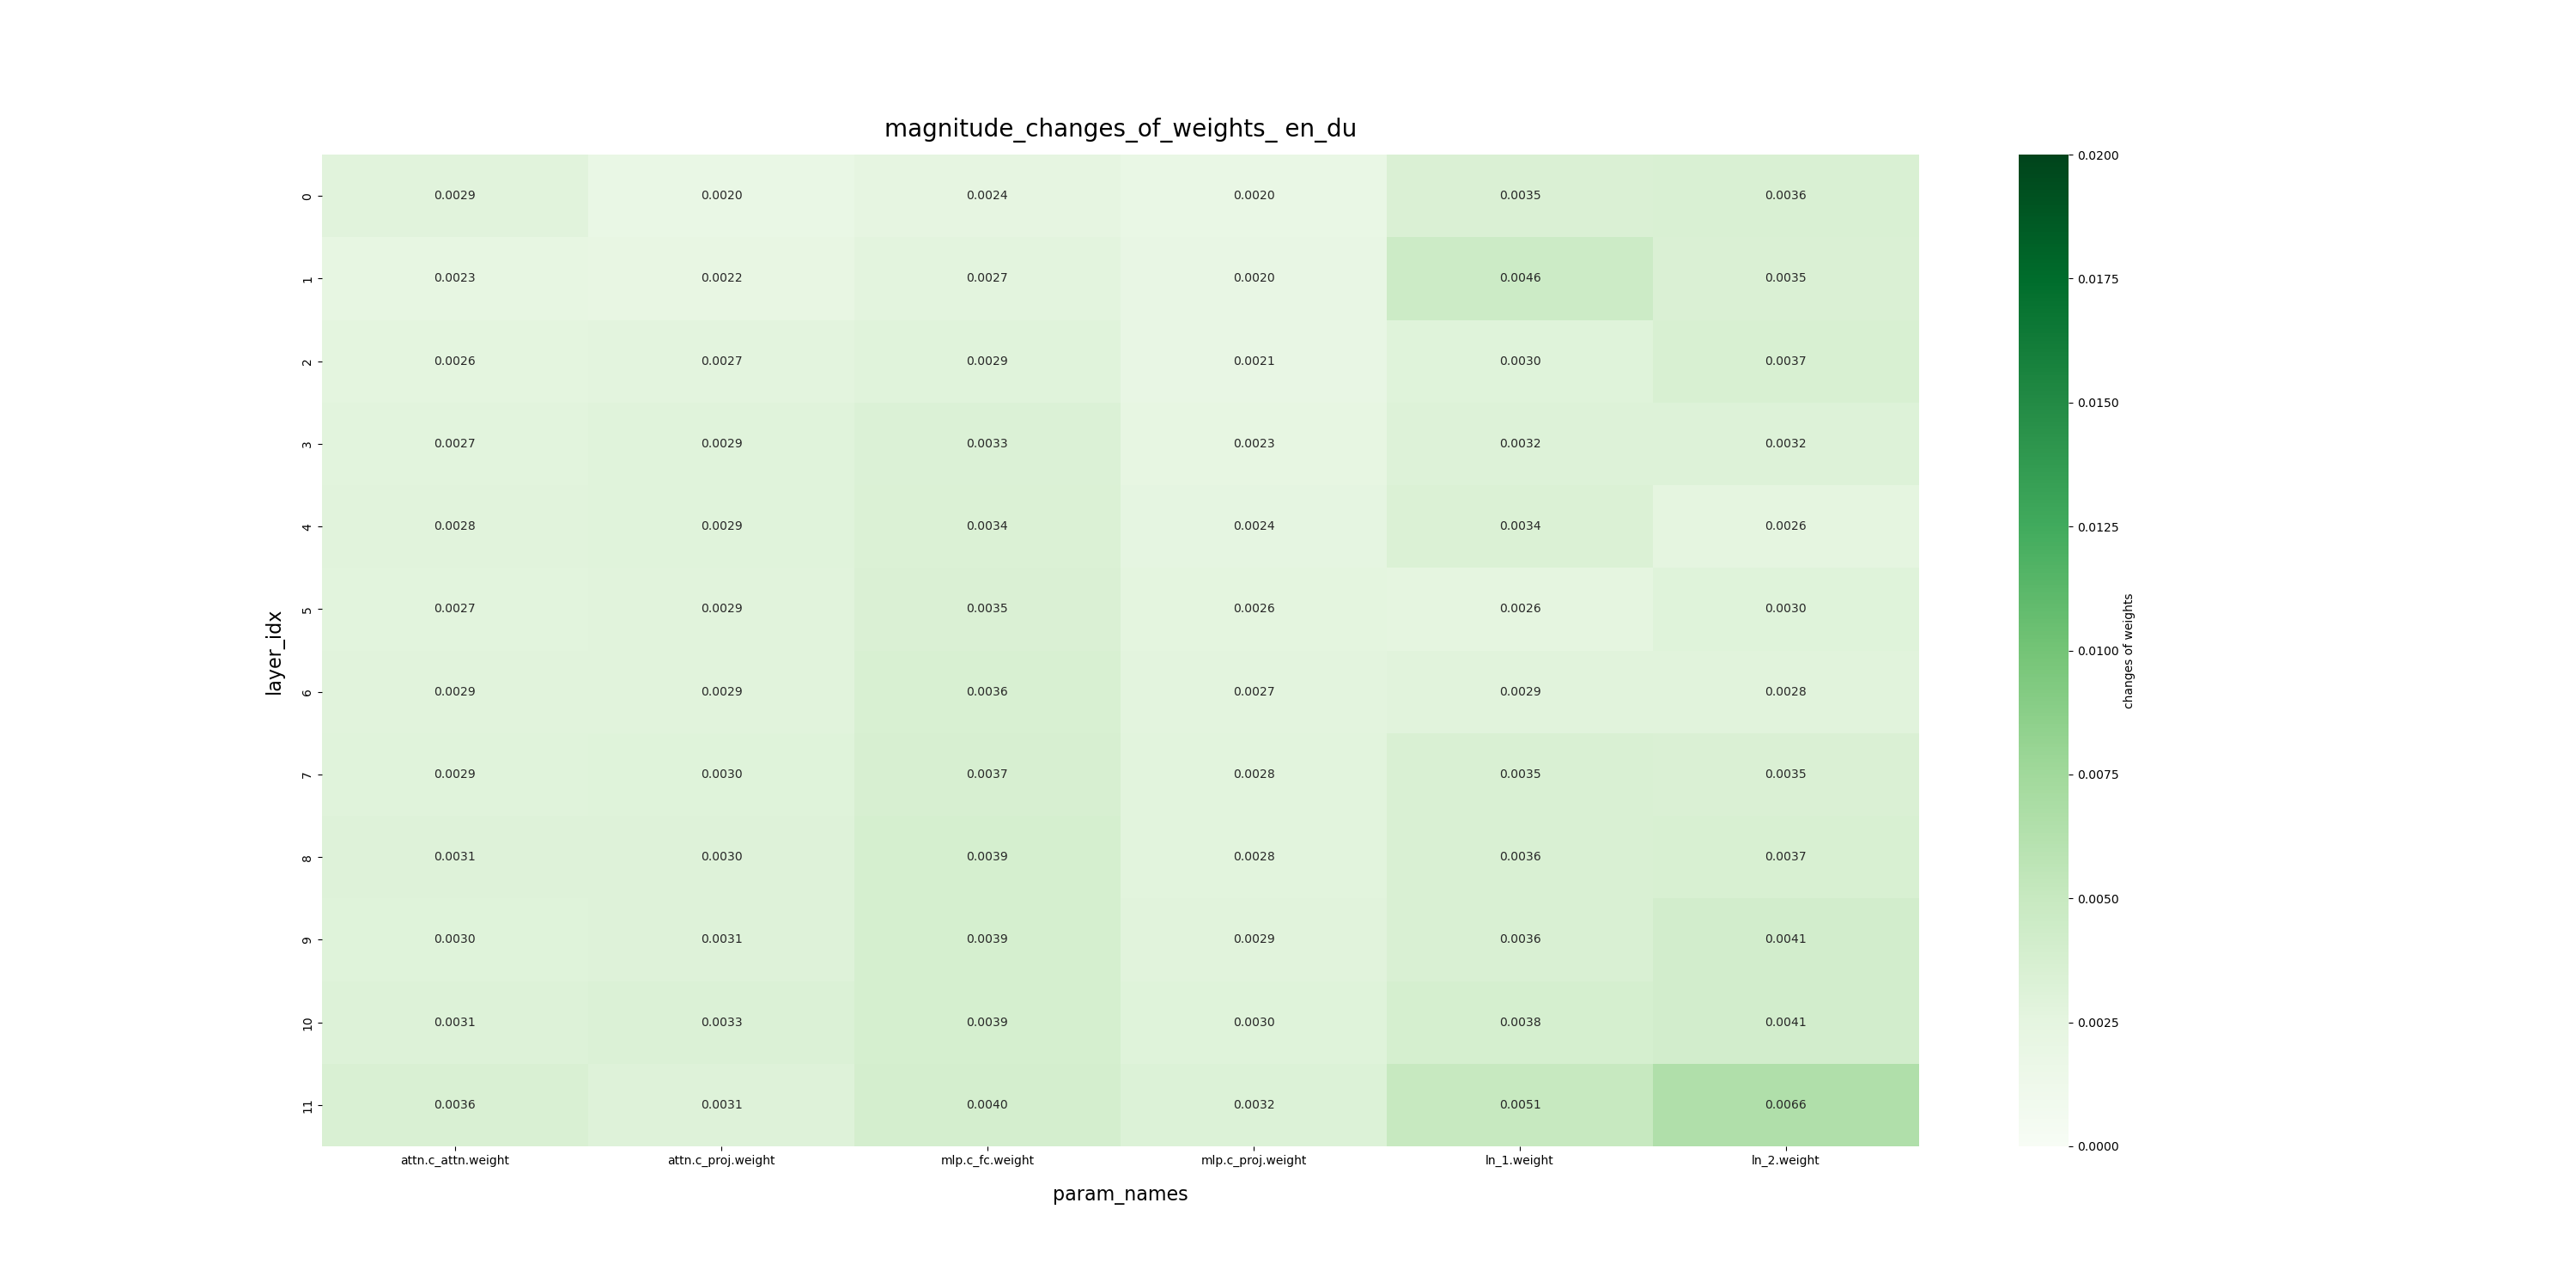 magnitude_changes_of_weights_ en_du
0 0.0029 0.0020 0.0024 0.0020 0.0035 0.0036
1 0.0023 0.0022 0.0027 0.0020 0.0046 0.0035
2 0.0026 0.0027 0.0029 0.0021 0.0030 0.0037
3 0.0027 0.0029 0.0033 0.0023 0.0032 0.0032
4 0.0028 0.0029 0.0034 0.0024 0.0034 0.0026
5 0.0027 0.0029 0.0035 0.0026 0.0026 0.0030
6 0.0029 0.0029 0.0036 0.0027 0.0029 0.0028
7 0.0029 0.0030 0.0037 0.0028 0.0035 0.0035
8 0.0031 0.0030 0.0039 0.0028 0.0036 0.0037
9 0.0030 0.0031 0.0039 0.0029 0.0036 0.0041
10 0.0031 0.0033 0.0039 0.0030 0.0038 0.0041
11 0.0036 0.0031 0.0040 0.0032 0.0051 0.0066
layer_idx
attn.c_attn.weight attn.c_proj.weight mlp.c_fc.weight mlp.c_proj.weight ln_1.weight ln_2.weight
param_names
0.0200
0.0175
0.0150
0.0125
0.0100
0.0075
0.0050
0.0025
0.0000
changes of weights